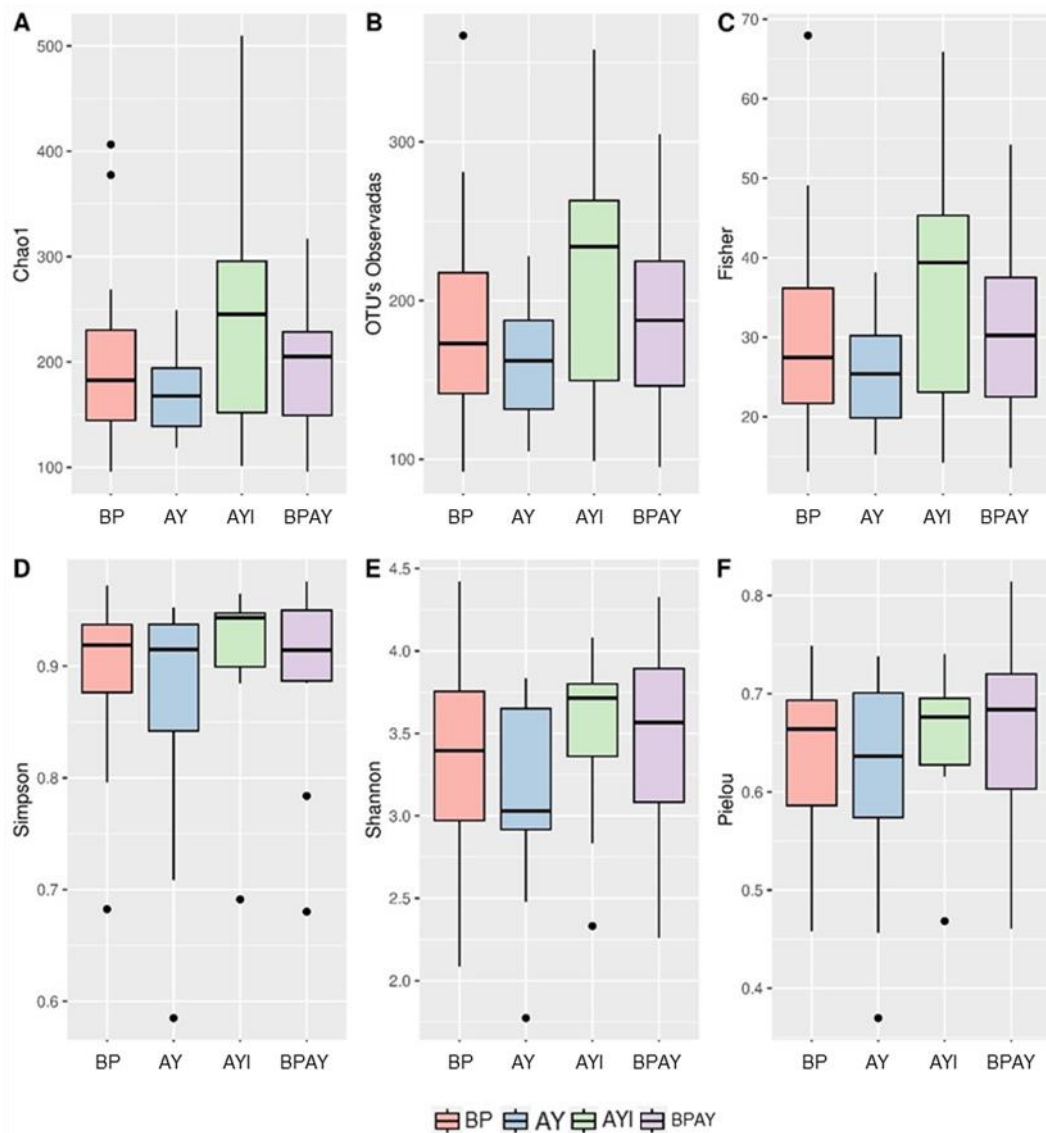 A
Chao1
500
400
300
200
100
BP AY AYI BPAY
B
OTU's Observadas
300
200
100
BP AY AYI BPAY
C
Fisher
70
60
50
40
30
20
BP AY AYI BPAY
D
Simpson
0.9
0.8
0.7
0.6
BP AY AYI BPAY
E
Shannon
4.5
4.0
3.5
3.0
2.5
2.0
BP AY AYI BPAY
F
Pielou
0.8
0.7
0.6
0.5
0.4
BP AY AYI BPAY
BP AY AYI BPAY